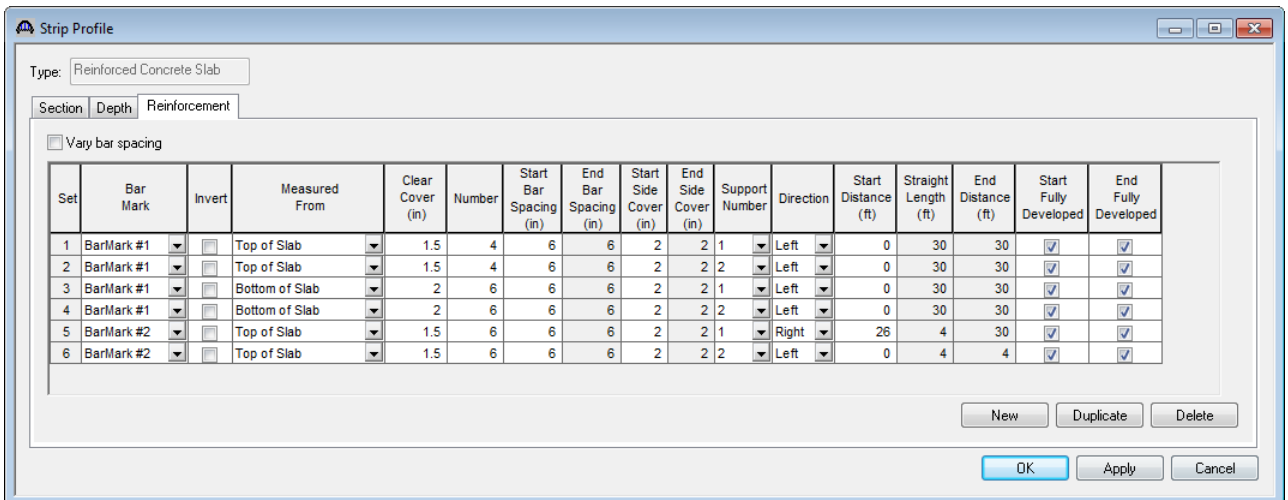 Strip Profile
Type: Reinforced Concrete Slab
Section Depth Reinforcement
Vary bar spacing
Set Bar Mark Invert Measured From Clear Cover (in) Number Start Bar Spacing (in) End Bar Spacing (in) Start Side Cover (in) End Side Cover (in) Support Number Direction Start Distance (ft) Straight Length (ft) End Distance (ft) Start Fully Developed End Fully Developed
1 BarMark #1 Top of Slab 1.5 4 6 6 2 2 1 Left 0 30 30
2 BarMark #1 Top of Slab 1.5 4 6 6 2 2 2 Left 0 30 30
3 BarMark #1 Bottom of Slab 2 6 6 6 2 2 1 Left 0 30 30
4 BarMark #1 Bottom of Slab 2 6 6 6 2 2 2 Left 0 30 30
5 BarMark #2 Top of Slab 1.5 6 6 6 2 2 1 Right 26 4 30
6 BarMark #2 Top of Slab 1.5 6 6 6 2 2 2 Left 0 4 4
New Duplicate Delete
OK Apply Cancel